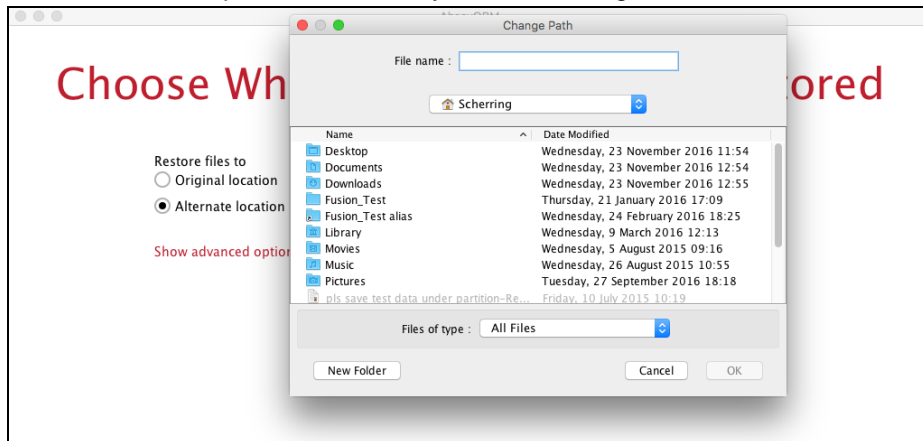 Change Path
File name :
Choose Wh ored
Scherring
Name Date Modified
Desktop Wednesday, 23 November 2016 11:54
Restore files to Documents Wednesday, 23 November 2016 12:54
Original location Downloads Wednesday, 23 November 2016 12:55
Fusion_Test Thursday, 21 January 2016 17:09
Alternate location Fusion_Test alias Wednesday, 24 February 2016 18:25
Library Wednesday, 9 March 2016 12:13
Show advanced option Movies Wednesday, 5 August 2015 09:16
Music Wednesday, 26 August 2015 10:55
Pictures Tuesday, 27 September 2016 18:18
pls save test data under partition-Re... Friday, 10 July 2015 10:19
Files of type : All Files
New Folder Cancel OK